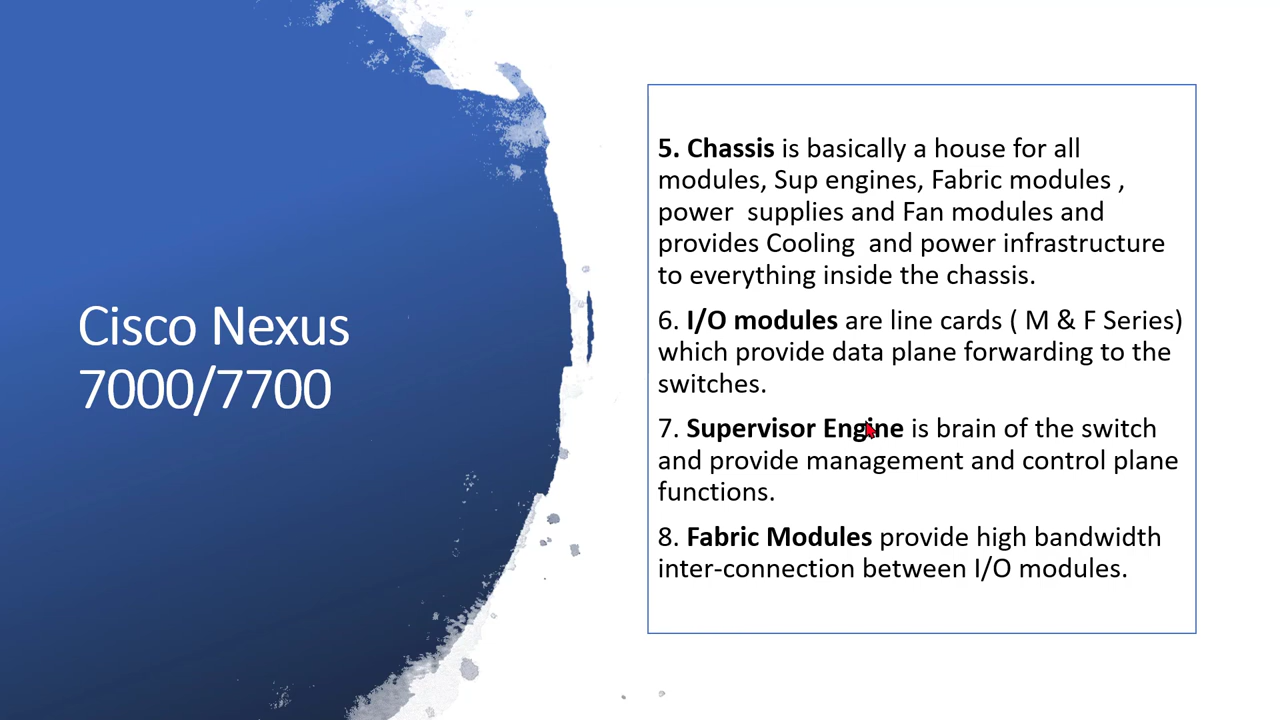 Cisco Nexus
7000/7700
5. Chassis is basically a house for all
modules, Sup engines, Fabric modules ,
power  supplies and Fan modules and
provides Cooling  and power infrastructure
to everything inside the chassis.
6. I/O modules are line cards ( M & F Series)
which provide data plane forwarding to the
switches.
7. Supervisor Engine is brain of the switch
and provide management and control plane
functions.
8. Fabric Modules provide high bandwidth
inter-connection between I/O modules.